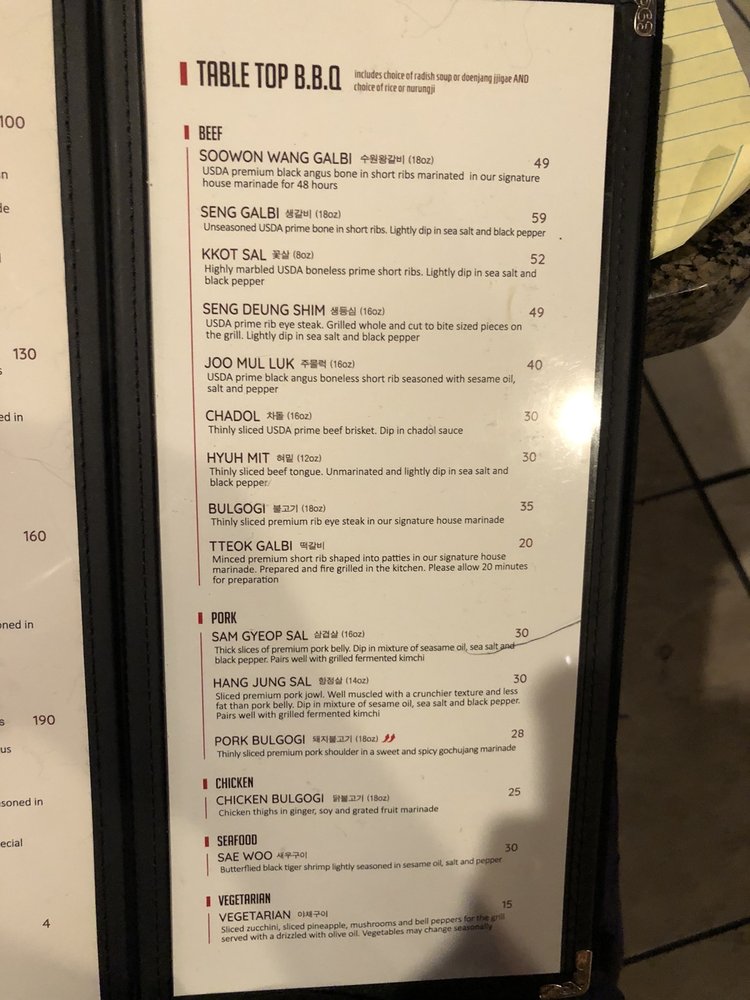 100
n
de
130
s
ed in
160
oned in
s 190
us
soned in
ecial
4
TABLE TOP B.B.Q includes choice of radish soup or doenjang jjigae AND
choice of rice or nurungji
BEEF
SOOWON WANG GALBI 수원왕갈비 (18oz) 49
USDA premium black angus bone in short ribs marinated in our signature
house marinade for 48 hours
SENG GALBI 생갈비 (18oz) 59
Unseasoned USDA prime bone in short ribs. Lightly dip in sea salt and black pepper
KKOT SAL 꽃살 (8oz) 52
Highly marbled USDA boneless prime short ribs. Lightly dip in sea salt and
black pepper
SENG DEUNG SHIM 생등심 (16oz) 49
USDA prime rib eye steak. Grilled whole and cut to bite sized pieces on
the grill. Lightly dip in sea salt and black pepper
JOO MUL LUK 주물럭 (16oz) 40
USDA prime black angus boneless short rib seasoned with sesame oil,
salt and pepper
CHADOL 차돌 (16oz) 30
Thinly sliced USDA prime beef brisket. Dip in chadol sauce
HYUH MIT 혀밑 (12oz) 30
Thinly sliced beef tongue. Unmarinated and lightly dip in sea salt and
black pepper
BULGOGI 불고기 (18oz) 35
Thinly sliced premium rib eye steak in our signature house marinade
TTEOK GALBI 떡갈비 20
Minced premium short rib shaped into patties in our signature house
marinade. Prepared and fire grilled in the kitchen. Please allow 20 minutes
for preparation
PORK
SAM GYEOP SAL 삼겹살 (16oz) 30
Thick slices of premium pork belly. Dip in mixture of seasame oil, sea salt and
black pepper. Pairs well with grilled fermented kimchi
HANG JUNG SAL 항정살 (14oz) 30
Sliced premium pork jowl. Well muscled with a crunchier texture and less
fat than pork belly. Dip in mixture of sesame oil, sea salt and black pepper.
Pairs well with grilled fermented kimchi
PORK BULGOGI 돼지불고기 (18oz) 28
Thinly sliced premium pork shoulder in a sweet and spicy gochujang marinade
CHICKEN
CHICKEN BULGOGI 닭불고기 (18oz) 25
Chicken thighs in ginger, soy and grated fruit marinade
SEAFOOD
SAE WOO 새우구이 30
Butterflied black tiger shrimp lightly seasoned in sesame oil, salt and pepper
VEGETARIAN
VEGETARIAN 야채구이 15
Sliced zucchini, sliced pineapple, mushrooms and bell peppers for the grill
served with a drizzled with olive oil. Vegetables may change seasonally